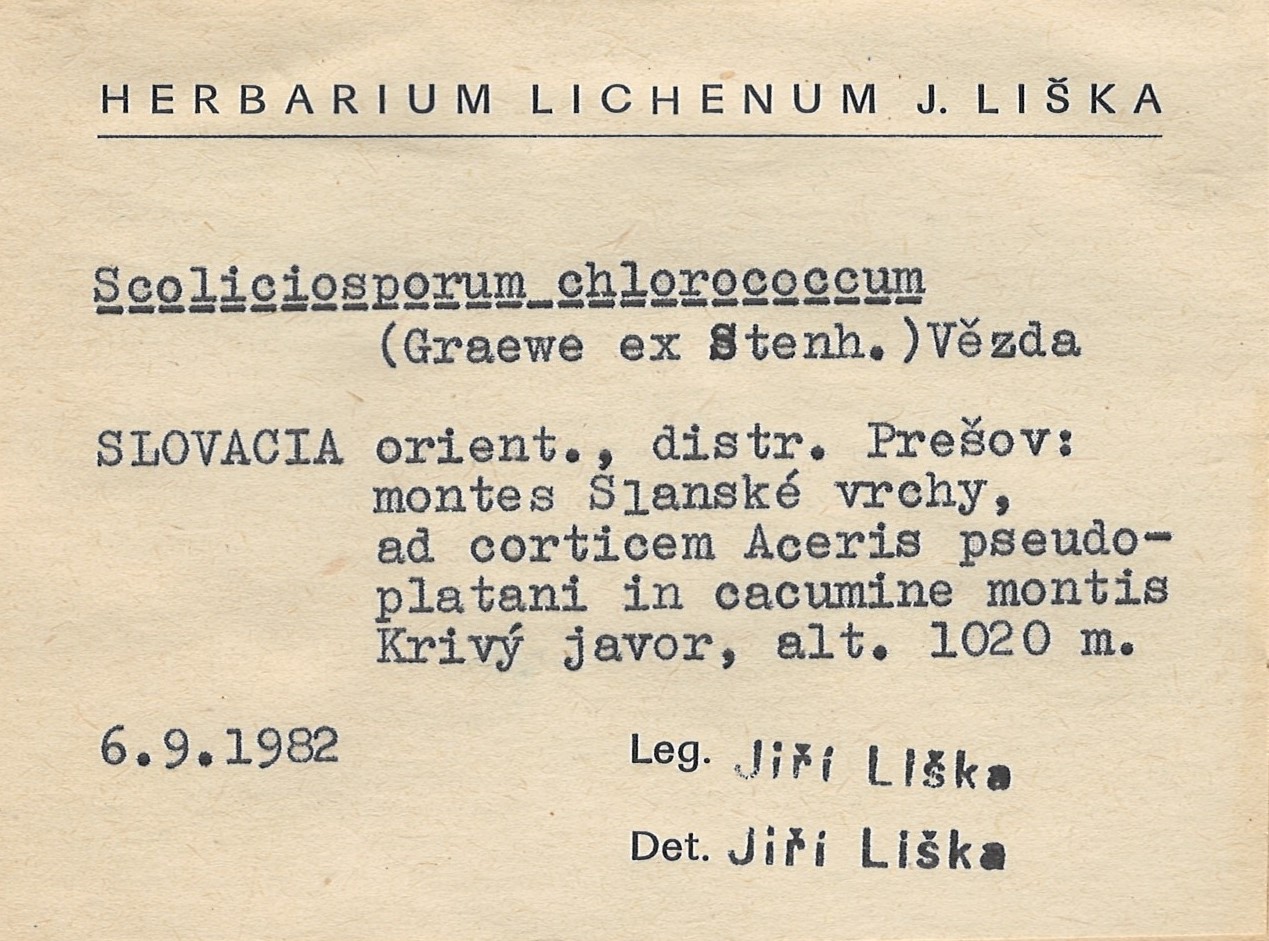 HERBARIUM LICHENUM J. LIŠKA
Scoliciosporum chlorococcum
(Graewe ex Stenh.)Vězda
SLOVACIA orient., distr. Prešov:
montes Slanské vrchy,
ad corticem Aceris pseudo-
platani in cacumine montis
Krivý javor, alt. 1020 m.
6.9.1982
Leg. Jiří Liška
Det. Jiří Liška